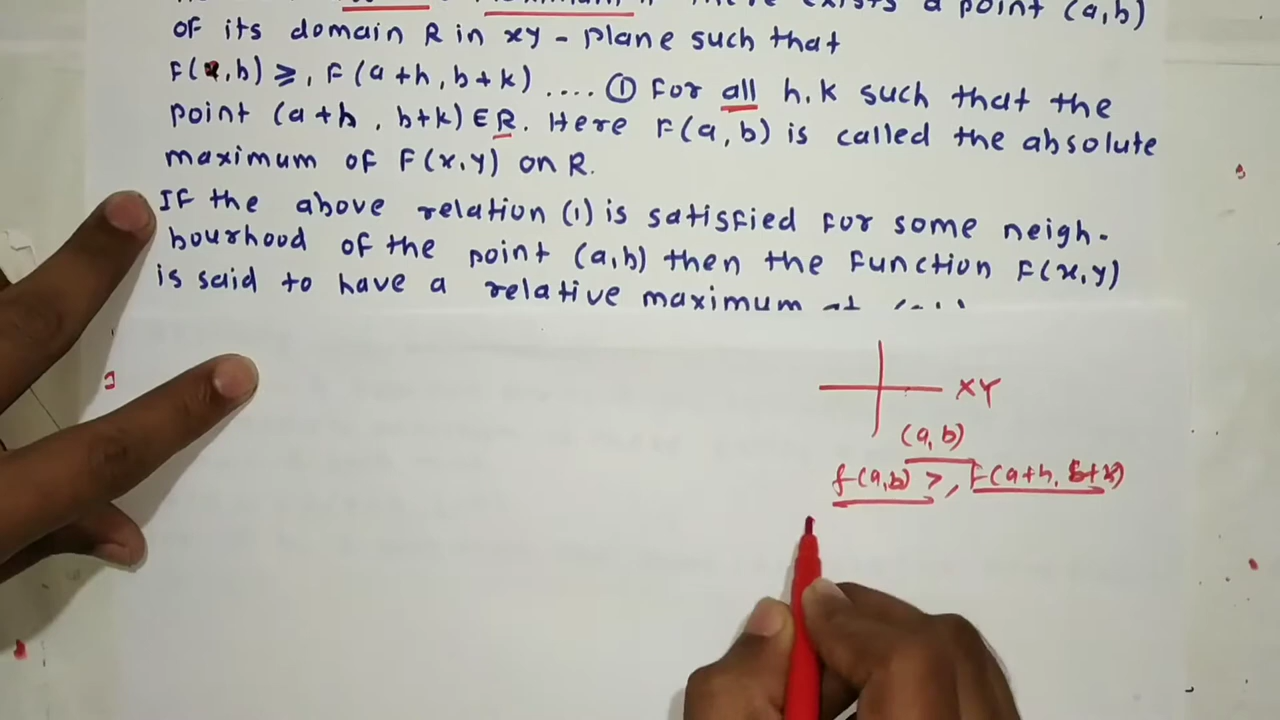 a point (a,b)
of its domain R in xy - plane such that
F(a,b) ⩾, F(a+h, b+k) .... ① For all h,k such that the
point (a+h, b+k) ∈ R. Here F(a,b) is called the absolute
maximum of F(x,y) on R.
IF the above relation (1) is satisfied for some neigh-
bourhood of the point (a,b) then the function F(x,y)
is said to have a relative maximum at
XY
(a,b)
f(a,b) >, F(a+h, b+k)